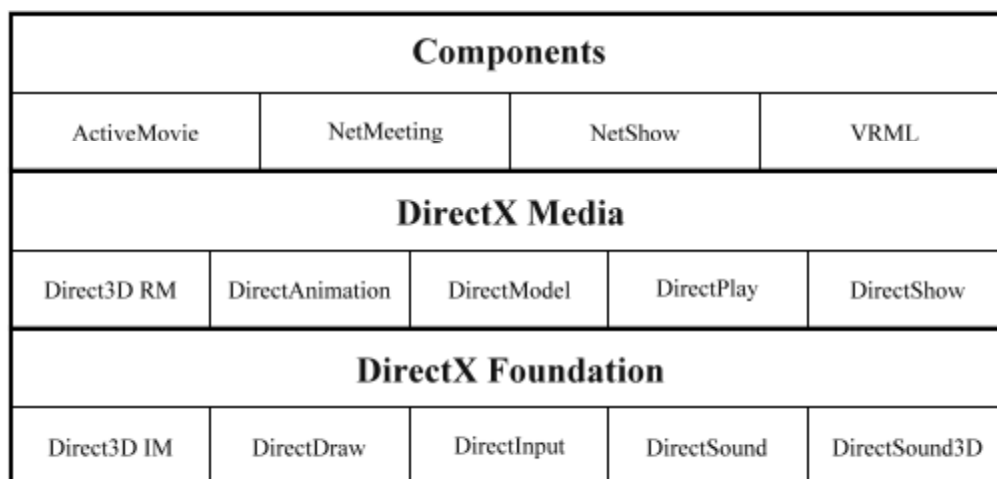 Components
ActiveMovie NetMeeting NetShow VRML
DirectX Media
Direct3D RM DirectAnimation DirectModel DirectPlay DirectShow
DirectX Foundation
Direct3D IM DirectDraw DirectInput DirectSound DirectSound3D